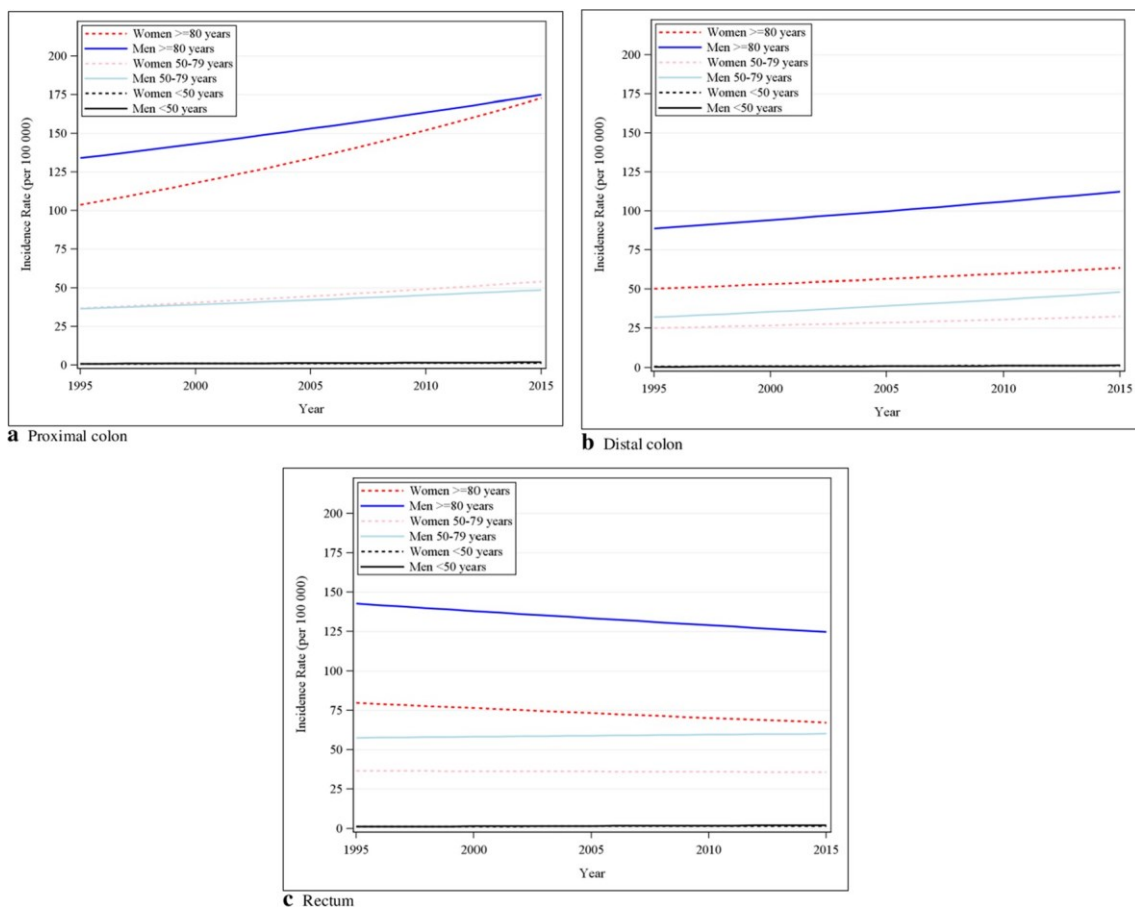 Women >=80 years
Men >=80 years
Women 50-79 years
Men 50-79 years
Women <50 years
Men <50 years
200
175
150
125
100
75
50
25
0
Incidence Rate (per 100 000)
1995 2000 2005 2010 2015
Year
a Proximal colon
Women >=80 years
Men >=80 years
Women 50-79 years
Men 50-79 years
Women <50 years
Men <50 years
200
175
150
125
100
75
50
25
0
Incidence Rate (per 100 000)
1995 2000 2005 2010 2015
Year
b Distal colon
Women >=80 years
Men >=80 years
Women 50-79 years
Men 50-79 years
Women <50 years
Men <50 years
200
175
150
125
100
75
50
25
0
Incidence Rate (per 100 000)
1995 2000 2005 2010 2015
Year
c Rectum